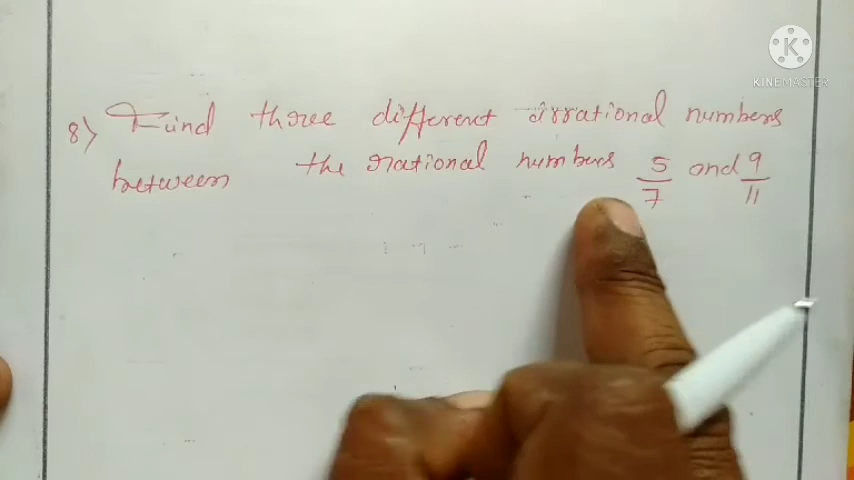 KINEMASTER
8) Find three different irrational numbers
between the rational numbers 5/7 and 9/11